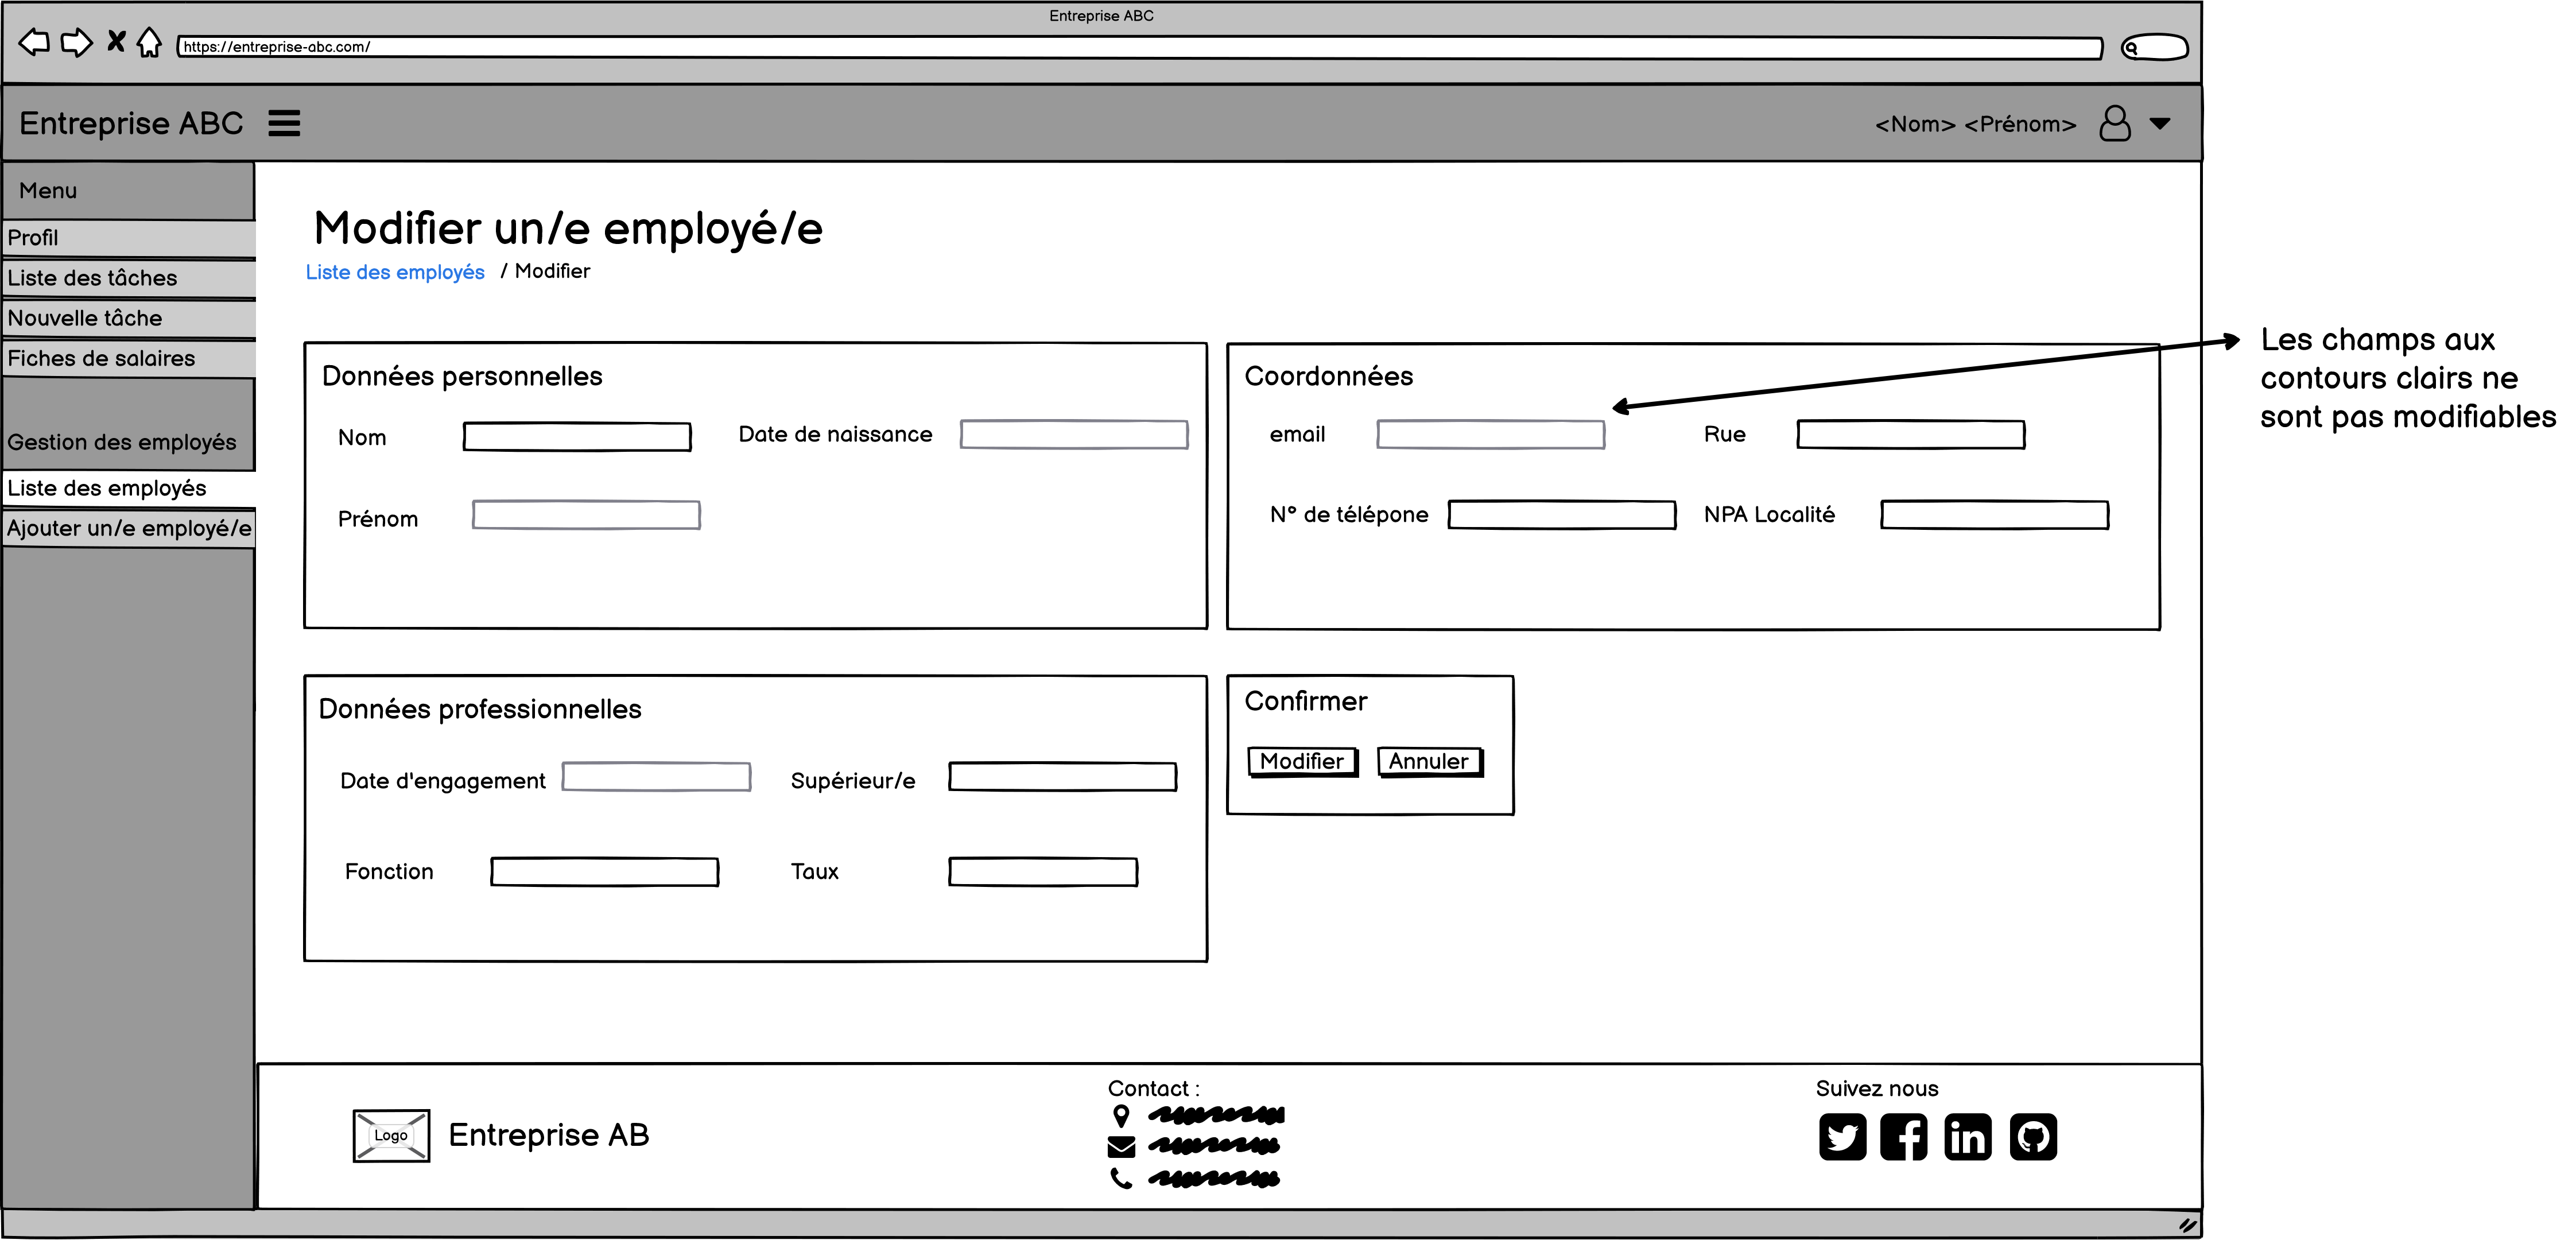 Entreprise ABC
https://entreprise-abc.com/
Entreprise ABC
<Nom> <Prénom>
Menu
Profil
Liste des tâches
Nouvelle tâche
Fiches de salaires
Gestion des employés
Liste des employés
Ajouter un/e employé/e
Modifier un/e employé/e
Liste des employés / Modifier
Données personnelles
Nom
Date de naissance
Prénom
Coordonnées
email
Rue
N° de télépone
NPA Localité
Les champs aux
contours clairs ne
sont pas modifiables
Données professionnelles
Date d'engagement
Supérieur/e
Fonction
Taux
Confirmer
Modifier
Annuler
Logo
Entreprise AB
Contact :
Suivez nous